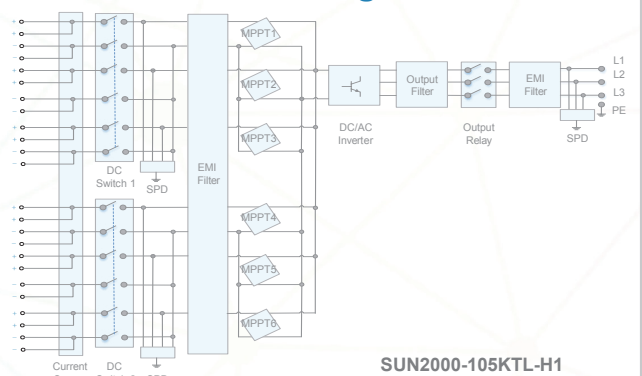 MPPT1
MPPT2
MPPT3
MPPT4
MPPT5
MPPT6
DC
Switch 1
SPD
EMI
Filter
DC/AC
Inverter
Output
Filter
Output
Relay
EMI
Filter
SPD
L1
L2
L3
PE
Current
DC
SUN2000-105KTL-H1